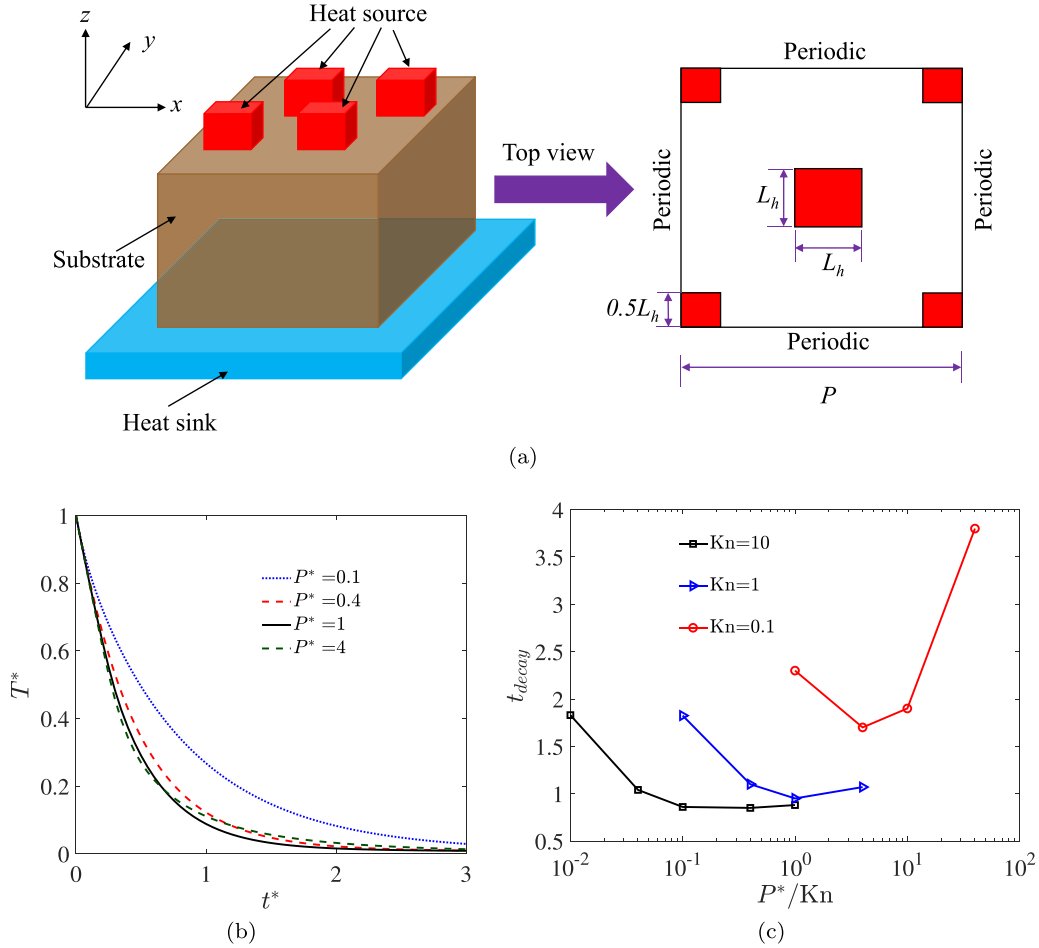 z
y
x
Heat source
Substrate
Heat sink
Top view
Periodic
Periodic
Periodic
Periodic
L_h
L_h
0.5L_h
P
(a)
1
0.8
0.6
0.4
0.2
0
0 1 2 3
T*
t*
P* =0.1
P* =0.4
P* =1
P* =4
(b)
4
3.5
3
2.5
2
1.5
1
0.5
10^-2 10^-1 10^0 10^1 10^2
t_decay
P*/Kn
Kn=10
Kn=1
Kn=0.1
(c)